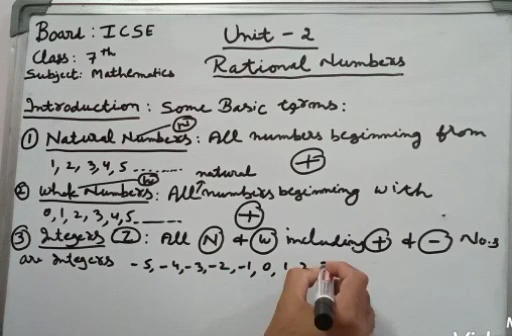 Board: ICSE
Unit - 2
Class: 7th
Rational Numbers
Subject: Mathematics
Introduction: Some Basic terms:
① Natural Numbers (N): All numbers beginning from
1, 2, 3, 4, 5 ........ (+)
② Whole Numbers (W): All natural numbers beginning with
0, 1, 2, 3, 4, 5 ____ (+)
③ Integers (Z): All (N) & (W) including (+) & (-) No.s
are Integers -5, -4, -3, -2, -1, 0, 1, 2